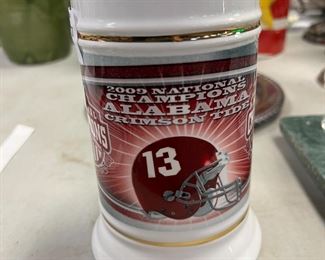 2009 NATIONAL
CHAMPIONS
ALABAMA
CRIMSON TIDE
13